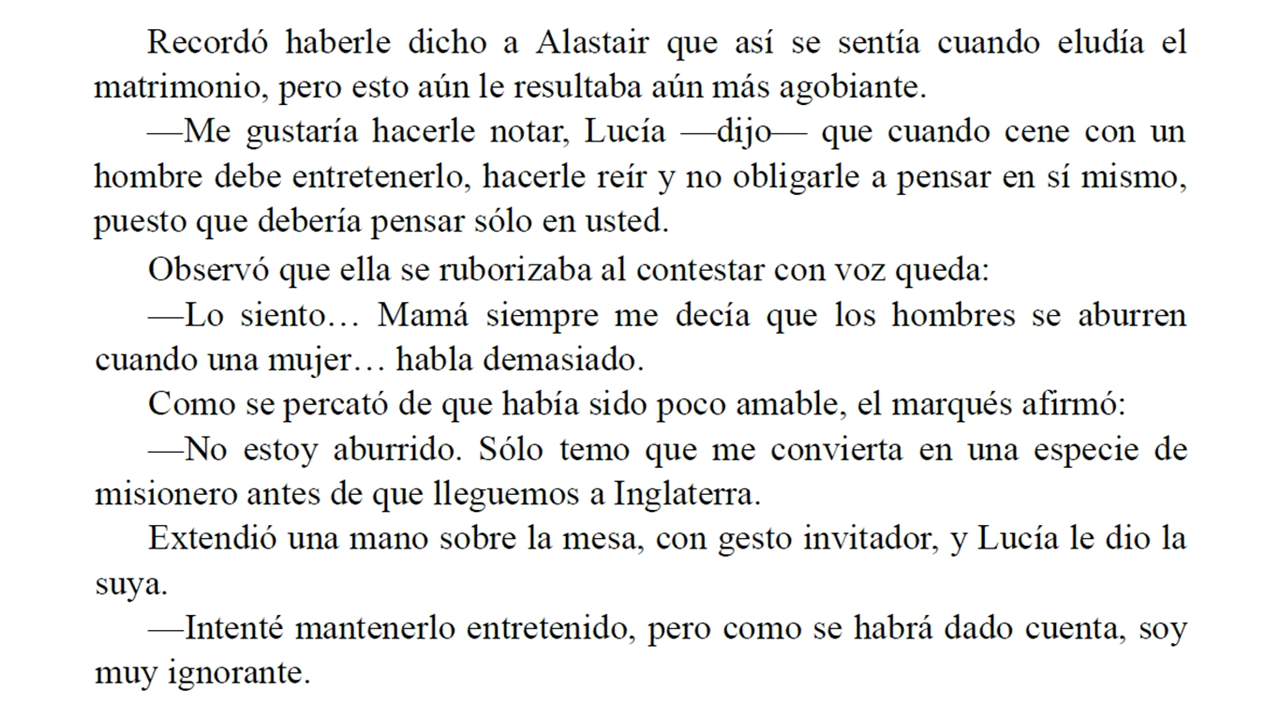 Recordó haberle dicho a Alastair que así se sentía cuando eludía el
matrimonio, pero esto aún le resultaba aún más agobiante.
—Me gustaría hacerle notar, Lucía —dijo— que cuando cene con un
hombre debe entretenerlo, hacerle reír y no obligarle a pensar en sí mismo,
puesto que debería pensar sólo en usted.
Observó que ella se ruborizaba al contestar con voz queda:
—Lo siento… Mamá siempre me decía que los hombres se aburren
cuando una mujer… habla demasiado.
Como se percató de que había sido poco amable, el marqués afirmó:
—No estoy aburrido. Sólo temo que me convierta en una especie de
misionero antes de que lleguemos a Inglaterra.
Extendió una mano sobre la mesa, con gesto invitador, y Lucía le dio la
suya.
—Intenté mantenerlo entretenido, pero como se habrá dado cuenta, soy
muy ignorante.